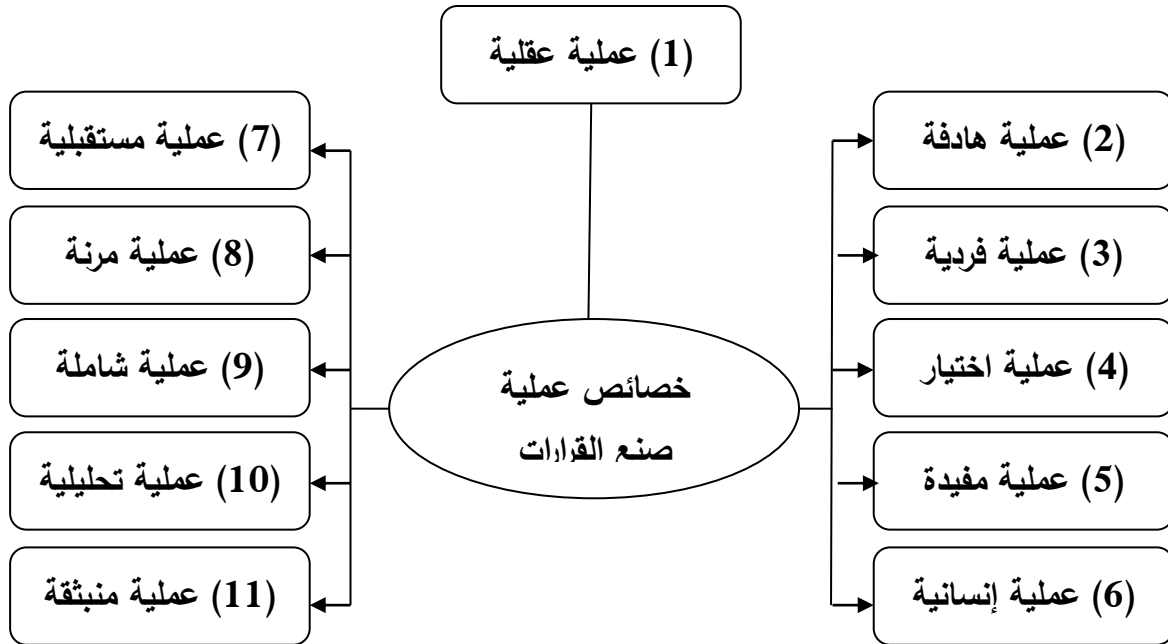 (1) عملية عقلية
(2) عملية هادفة
(3) عملية فردية
(4) عملية اختيار
(5) عملية مفيدة
(6) عملية إنسانية
(7) عملية مستقبلية
(8) عملية مرنة
(9) عملية شاملة
(10) عملية تحليلية
(11) عملية منبثقة
خصائص عملية
صنع القرارات